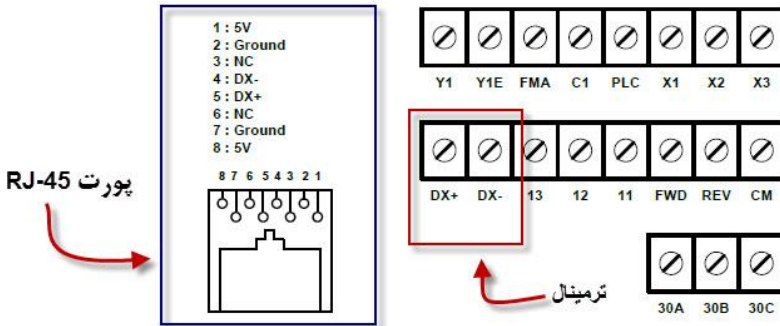 1 : 5V
2 : Ground
3 : NC
4 : DX-
5 : DX+
6 : NC
7 : Ground
8 : 5V
8 7 6 5 4 3 2 1
پورت RJ-45
Y1 Y1E FMA C1 PLC X1 X2 X3
DX+ DX- 13 12 11 FWD REV CM
ترمینال
30A 30B 30C